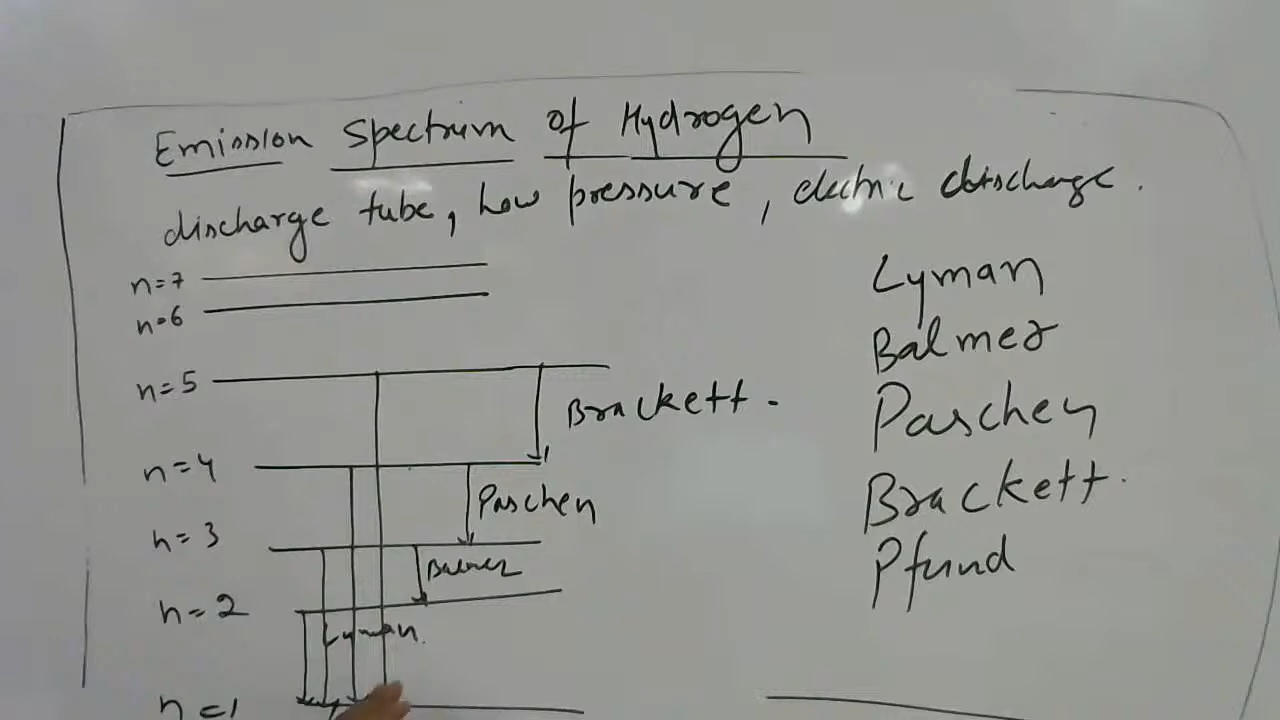 Emission Spectrum of Hydrogen
discharge tube, low pressure, electric discharge.
n=7
n=6
n=5
Brackett.
n=4
Paschen
n=3
Balmer
n=2
Lyman.
n=1
Lyman
Balmer
Paschen
Brackett.
Pfund